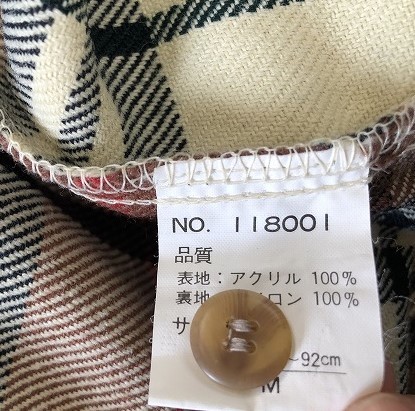 NO. 118001
品質
表地:アクリル 100%
裏地 ロン 100%
サ
~92cm
M